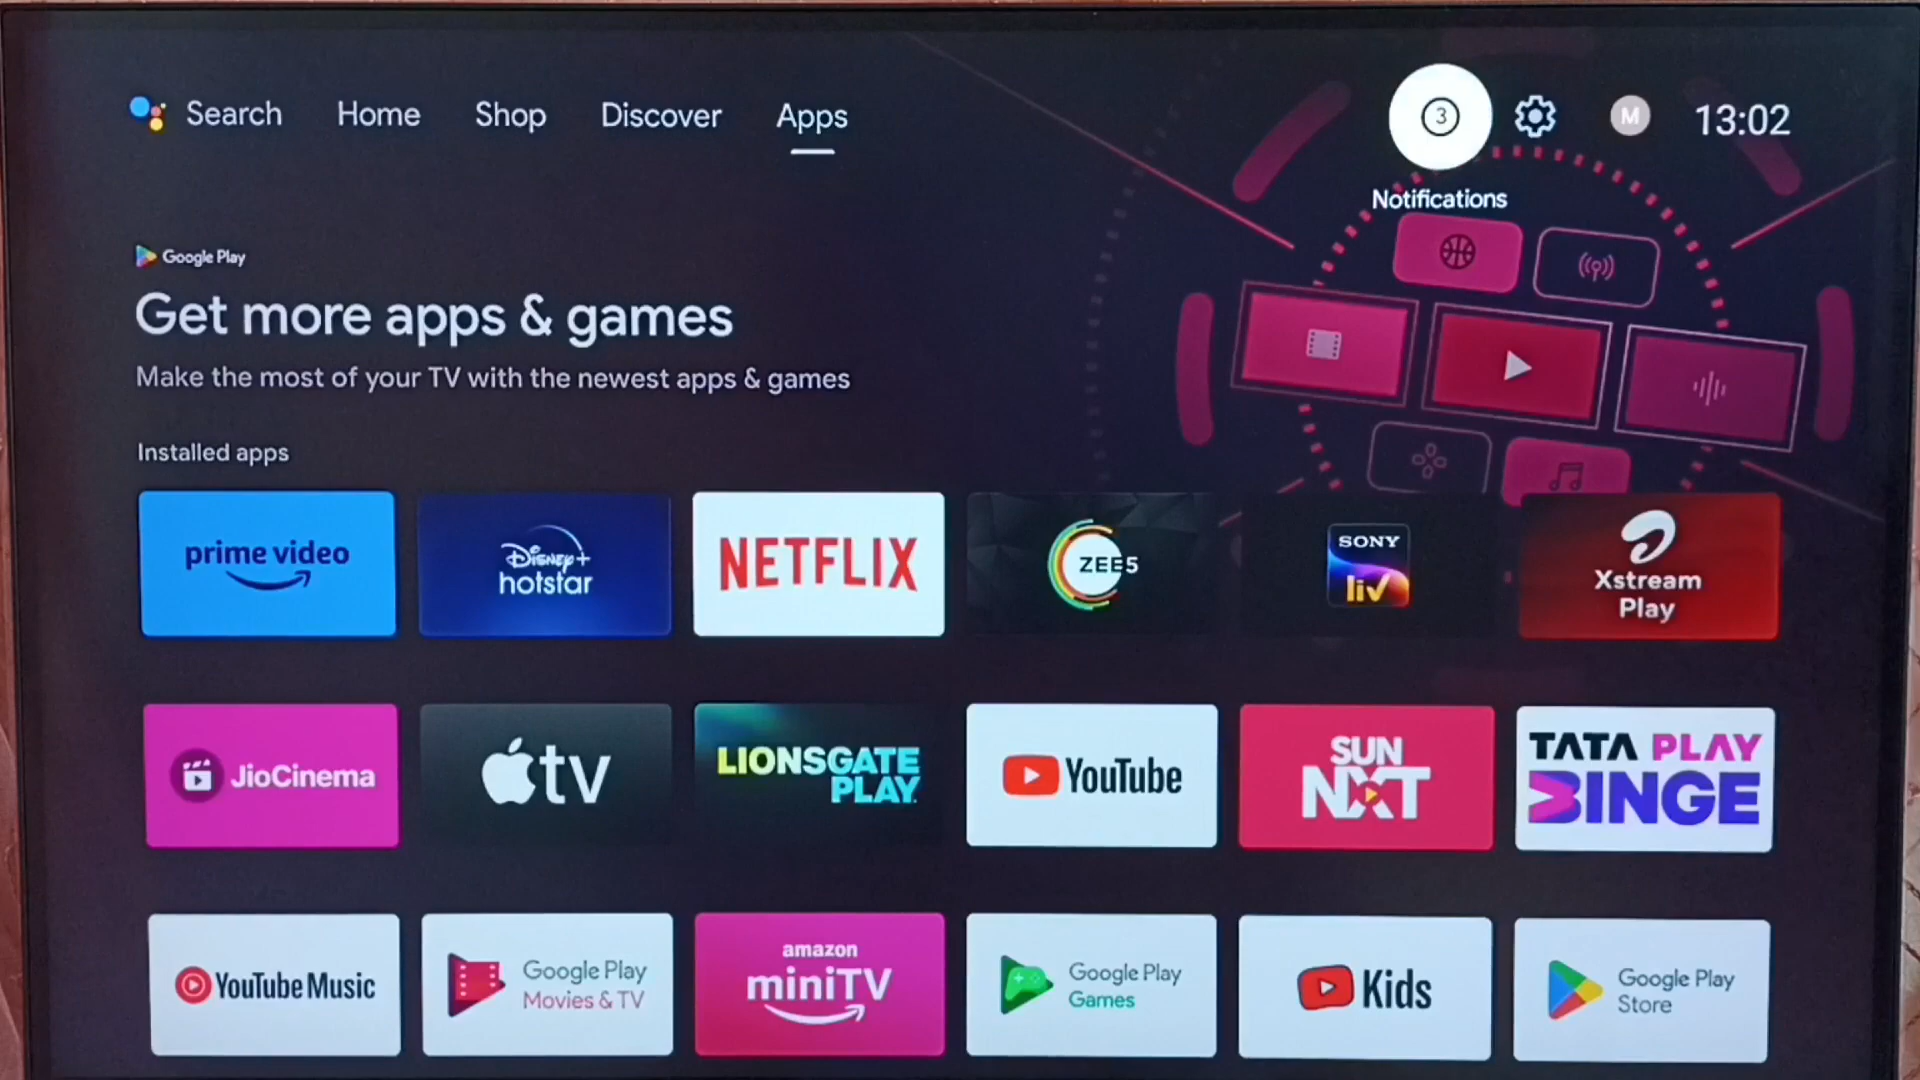 Search Home Shop Discover Apps
3 M 13:02
Notifications
Google Play
Get more apps & games
Make the most of your TV with the newest apps & games
Installed apps
prime video
Disney+
hotstar
NETFLIX
ZEE5
SONY
liv
Xstream
Play
JioCinema
tv
LIONSGATE
PLAY
YouTube
SUN
NXT
TATA PLAY
BINGE
YouTube Music
Google Play
Movies & TV
amazon
miniTV
Google Play
Games
Kids
Google Play
Store